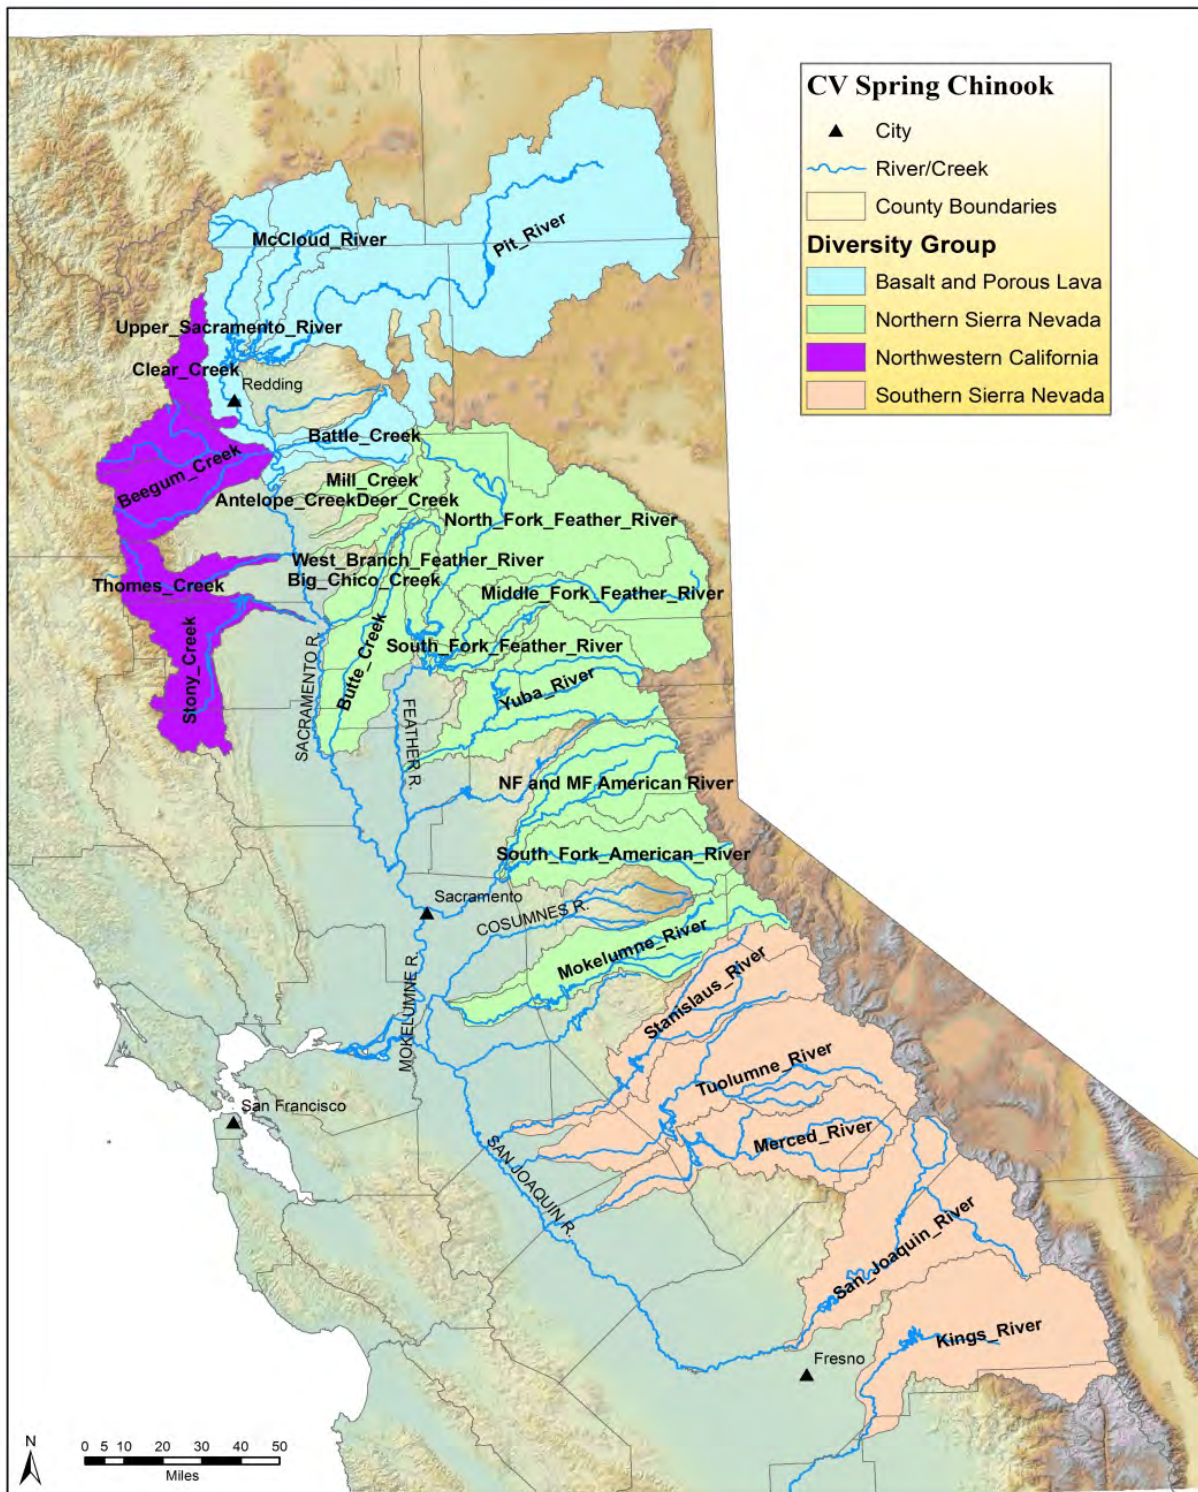 CV Spring Chinook
City
River/Creek
County Boundaries
Diversity Group
Basalt and Porous Lava
Northern Sierra Nevada
Northwestern California
Southern Sierra Nevada
McCloud_River
Pit_River
Upper_Sacramento_River
Clear_Creek
Redding
Battle_Creek
Beegum_Creek
Mill_Creek
Antelope_CreekDeer_Creek
North_Fork_Feather_River
West_Branch_Feather_River
Big_Chico_Creek
Thomes_Creek
Middle_Fork_Feather_River
South_Fork_Feather_River
Butte_Creek
Stony_Creek
SACRAMENTO R.
FEATHER R.
Yuba_River
NF and MF American River
South_Fork_American_River
Sacramento
COSUMNES R.
Mokelumne_River
MOKELUMNE R.
Stanislaus_River
Tuolumne_River
San Francisco
Merced_River
SAN JOAQUIN R.
San_Joaquin_River
Kings_River
Fresno
N
0 5 10 20 30 40 50
Miles